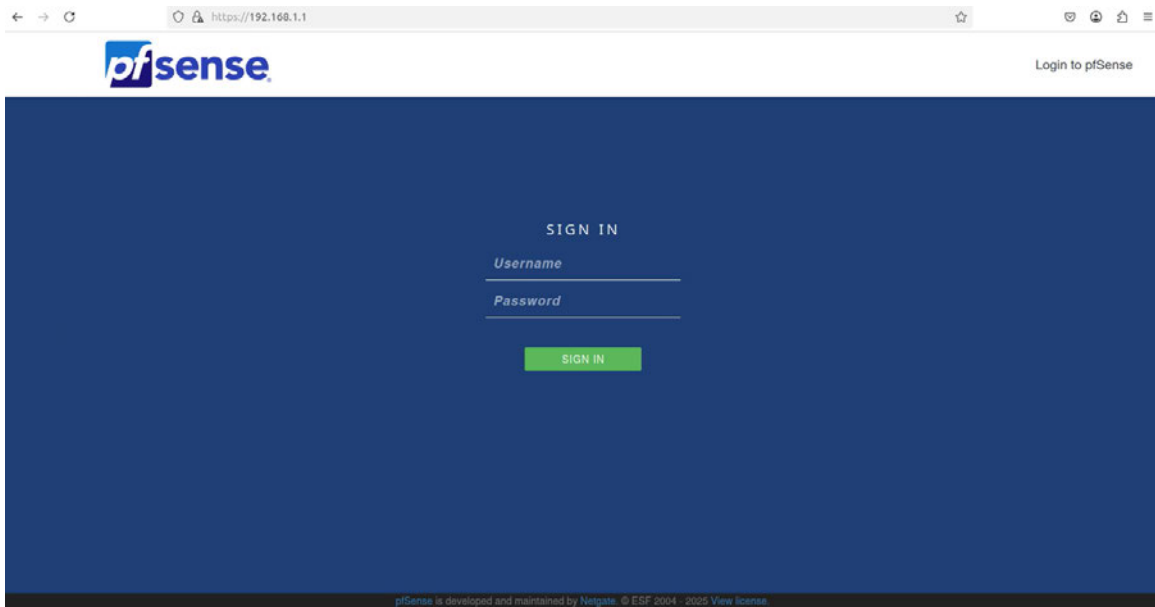 https://192.168.1.1
pfsense
Login to pfSense
SIGN IN
Username
Password
SIGN IN
pfSense is developed and maintained by Netgate. © ESF 2004 - 2025 View license.